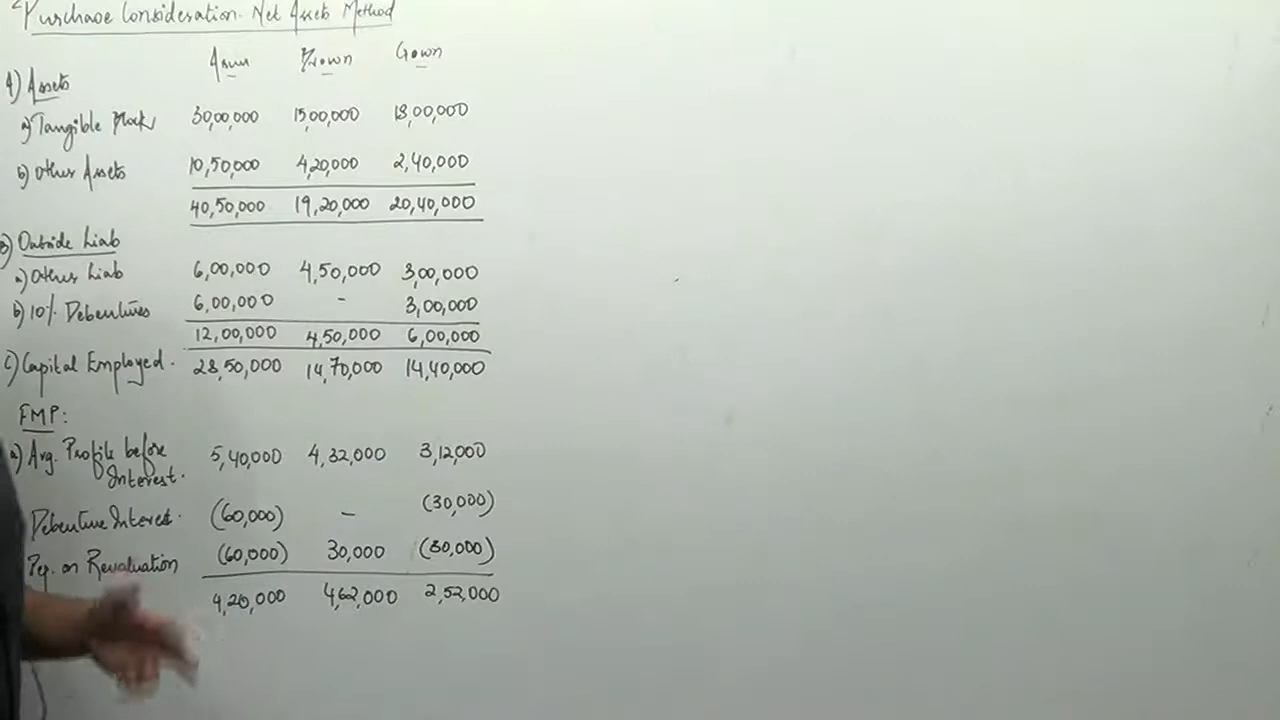 Purchase Consideration - Net Assets Method
Brown Gown
A) Assets
a) Tangible Block 30,00,000 15,00,000 18,00,000
b) Other Assets 10,50,000 4,20,000 2,40,000
40,50,000 19,20,000 20,40,000
B) Outside Liab
a) Other Liab 6,00,000 4,50,000 3,00,000
b) 10% Debentures 6,00,000 - 3,00,000
12,00,000 4,50,000 6,00,000
C) Capital Employed. 28,50,000 14,70,000 14,40,000
FMP:
a) Avg. Profits before Interest. 5,40,000 4,32,000 3,12,000
Debenture Interest. (60,000) - (30,000)
Dep. on Revaluation (60,000) 30,000 (30,000)
4,20,000 4,62,000 2,52,000